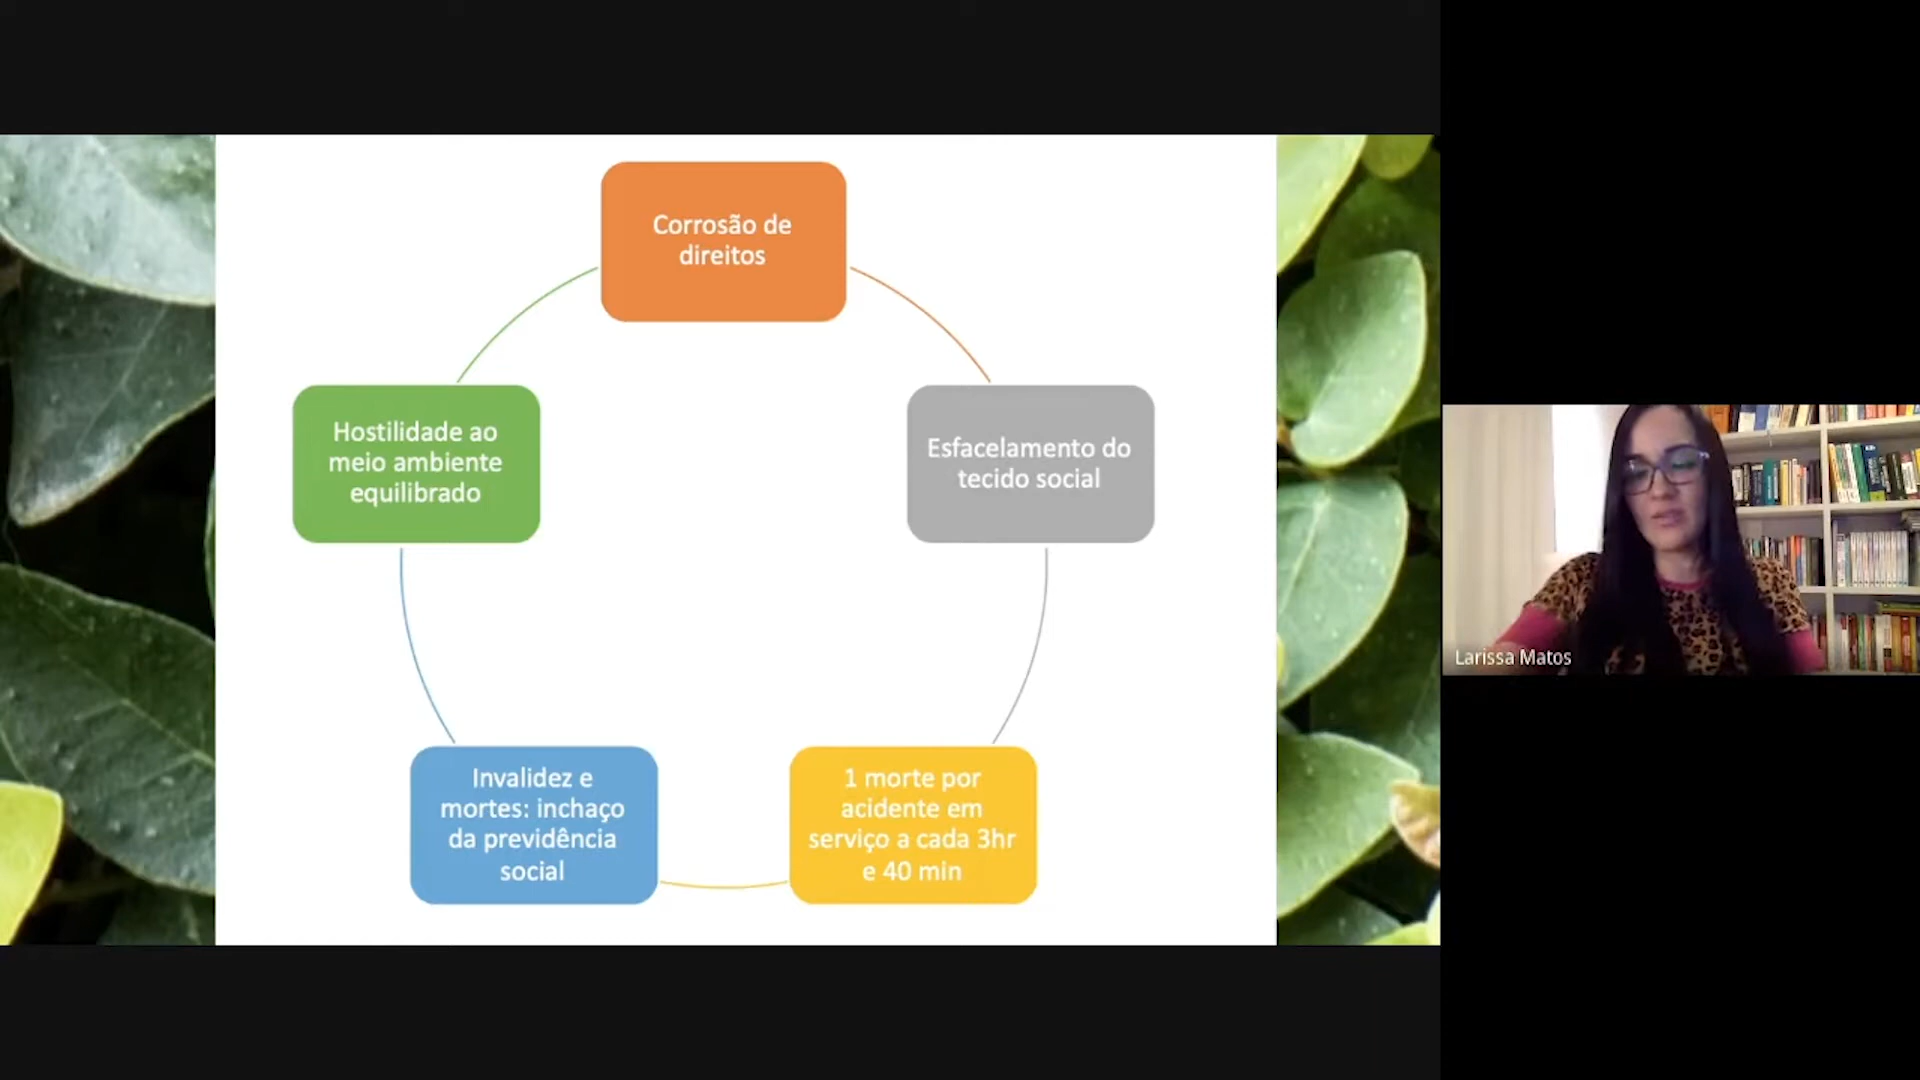 Corrosão de
direitos
Hostilidade ao
meio ambiente
equilibrado
Esfacelamento do
tecido social
Invalidez e
mortes: inchaço
da previdência
social
1 morte por
acidente em
serviço a cada 3hr
e 40 min
Larissa Matos